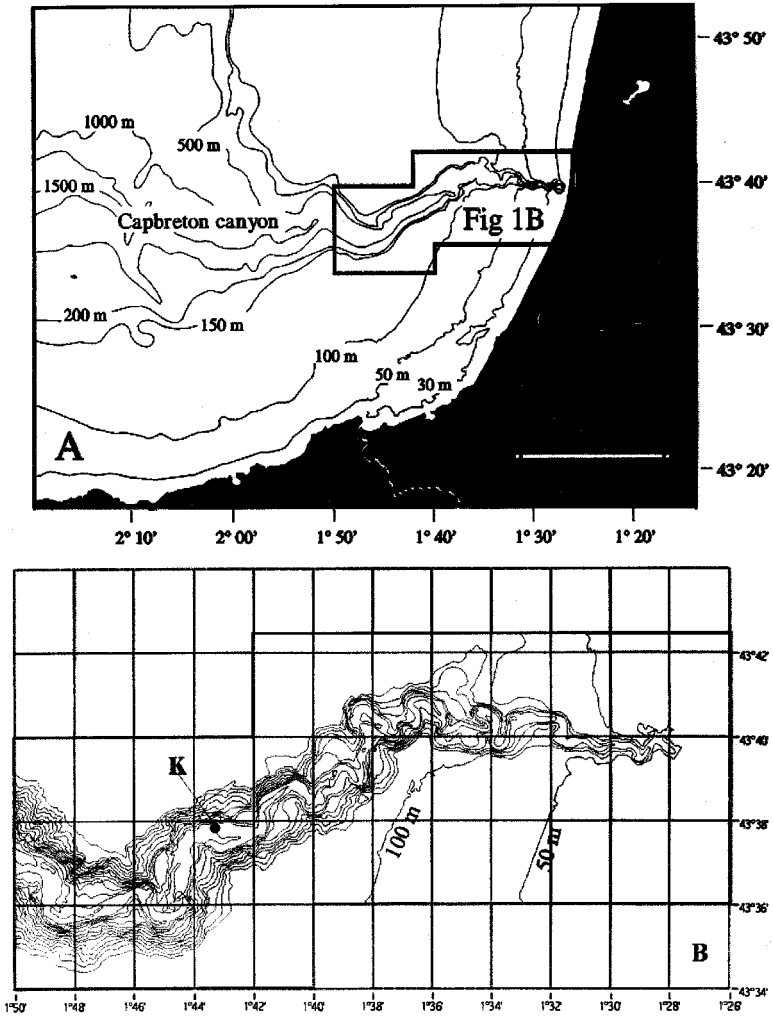 43° 50'
1000 m
500 m
43° 40'
1500 m
Capbreton canyon
Fig 1B
200 m
150 m
43° 30'
100 m
50 m
30 m
A
43° 20'
2° 10'
2° 00'
1° 50'
1° 40'
1° 30'
1° 20'
43°42'
43°40'
K
43°38'
100 m
50 m
43°36'
B
43°34'
1°50'
1°48'
1°46'
1°44'
1°42'
1°40'
1°38'
1°36'
1°34'
1°32'
1°30'
1°28'
1°26'